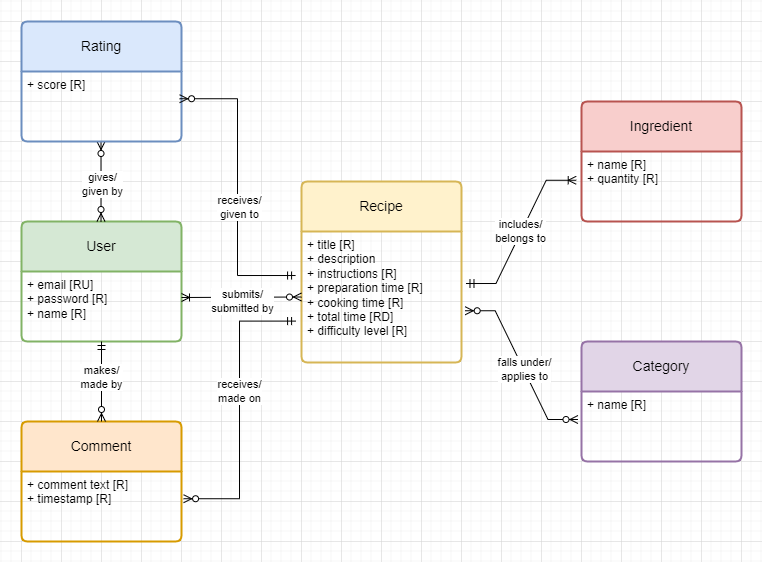 Rating
+ score [R]
gives/
given by
User
+ email [RU]
+ password [R]
+ name [R]
makes/
made by
Comment
+ comment text [R]
+ timestamp [R]
receives/
given to
submits/
submitted by
receives/
made on
Recipe
+ title [R]
+ description
+ instructions [R]
+ preparation time [R]
+ cooking time [R]
+ total time [RD]
+ difficulty level [R]
includes/
belongs to
falls under/
applies to
Ingredient
+ name [R]
+ quantity [R]
Category
+ name [R]